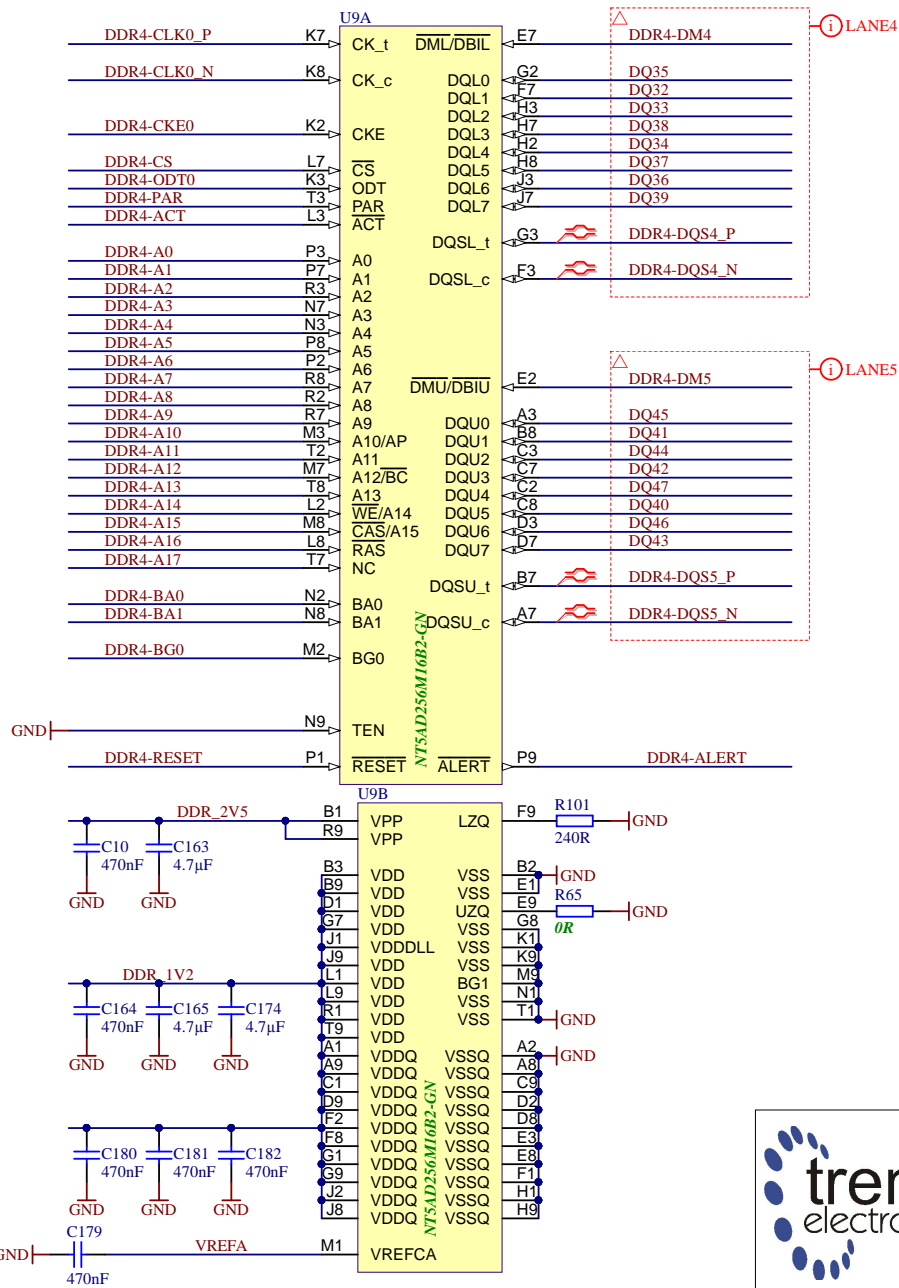 U9A
DDR4-CLK0_P K7 CK_t DML/DBIL E7 DDR4-DM4 LANE4
DDR4-CLK0_N K8 CK_c DQL0 G2 DQ35
DQL1 F7 DQ32
DQL2 H3 DQ33
DDR4-CKE0 K2 CKE DQL3 H7 DQ38
DQL4 H2 DQ34
DDR4-CS L7 CS DQL5 H8 DQ37
DDR4-ODT0 K3 ODT DQL6 J3 DQ36
DDR4-PAR T3 PAR DQL7 J7 DQ39
DDR4-ACT L3 ACT
DQSL_t G3 DDR4-DQS4_P
DDR4-A0 P3 A0
DDR4-A1 P7 A1 DQSL_c F3 DDR4-DQS4_N
DDR4-A2 R3 A2
DDR4-A3 N7 A3
DDR4-A4 N3 A4
DDR4-A5 P8 A5
DDR4-A6 P2 A6 LANE5
DDR4-A7 R8 A7 DMU/DBIU E2 DDR4-DM5
DDR4-A8 R2 A8
DDR4-A9 R7 A9 DQU0 A3 DQ45
DDR4-A10 M3 A10/AP DQU1 B8 DQ41
DDR4-A11 T2 A11 DQU2 C3 DQ44
DDR4-A12 M7 A12/BC DQU3 C7 DQ42
DDR4-A13 T8 A13 DQU4 C2 DQ47
DDR4-A14 L2 WE/A14 DQU5 C8 DQ40
DDR4-A15 M8 CAS/A15 DQU6 D3 DQ46
DDR4-A16 L8 RAS DQU7 D7 DQ43
DDR4-A17 T7 NC
DQSU_t B7 DDR4-DQS5_P
DDR4-BA0 N2 BA0
DDR4-BA1 N8 BA1 DQSU_c A7 DDR4-DQS5_N
DDR4-BG0 M2 BG0
NT5AD256M16B2-GN
GND N9 TEN
DDR4-RESET P1 RESET ALERT P9 DDR4-ALERT
U9B
DDR_2V5 B1 VPP LZQ F9 R101 240R GND
R9 VPP
C10 470nF GND
C163 4.7µF GND
B3 VDD VSS B2 GND
B9 VDD VSS E1
D1 VDD UZQ E9 R65 0R GND
G7 VDD VSS G8
J1 VDDDLL VSS K1
J9 VDD VSS K9
DDR_1V2 L1 VDD BG1 M9
L9 VDD VSS N1
R1 VDD VSS T1 GND
T9 VDD
C164 470nF GND
C165 4.7µF GND
C174 4.7µF GND
A1 VDDQ VSSQ A2 GND
A9 VDDQ VSSQ A8
C1 VDDQ VSSQ C9
D9 VDDQ VSSQ D2
F2 VDDQ VSSQ D8
F8 VDDQ VSSQ E3
G1 VDDQ VSSQ E8
G9 VDDQ VSSQ F1
J2 VDDQ VSSQ H1
J8 VDDQ VSSQ H9
C180 470nF GND
C181 470nF GND
C182 470nF GND
NT5AD256M16B2-GN
GND C179 470nF VREFA M1 VREFCA